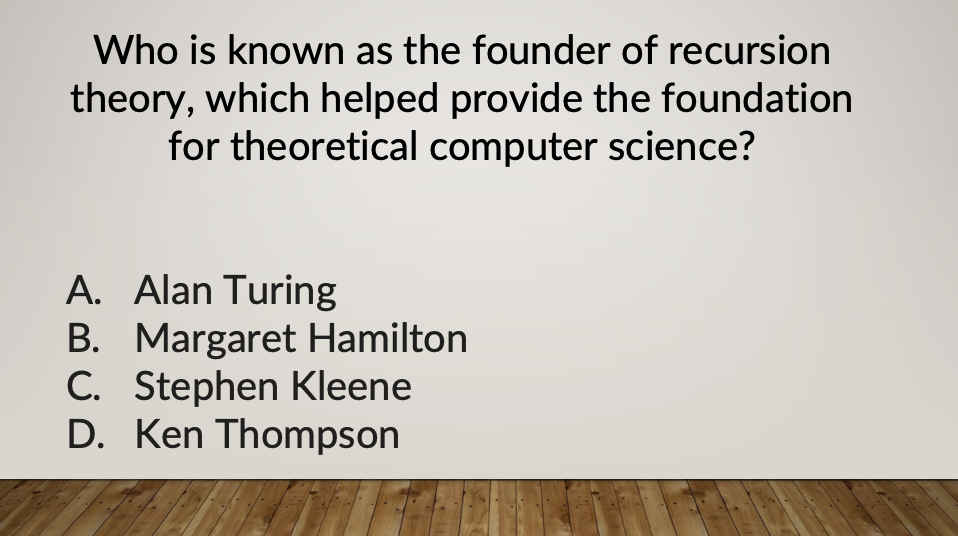 Who is known as the founder of recursion
theory, which helped provide the foundation
for theoretical computer science?
A. Alan Turing
B. Margaret Hamilton
C. Stephen Kleene
D. Ken Thompson